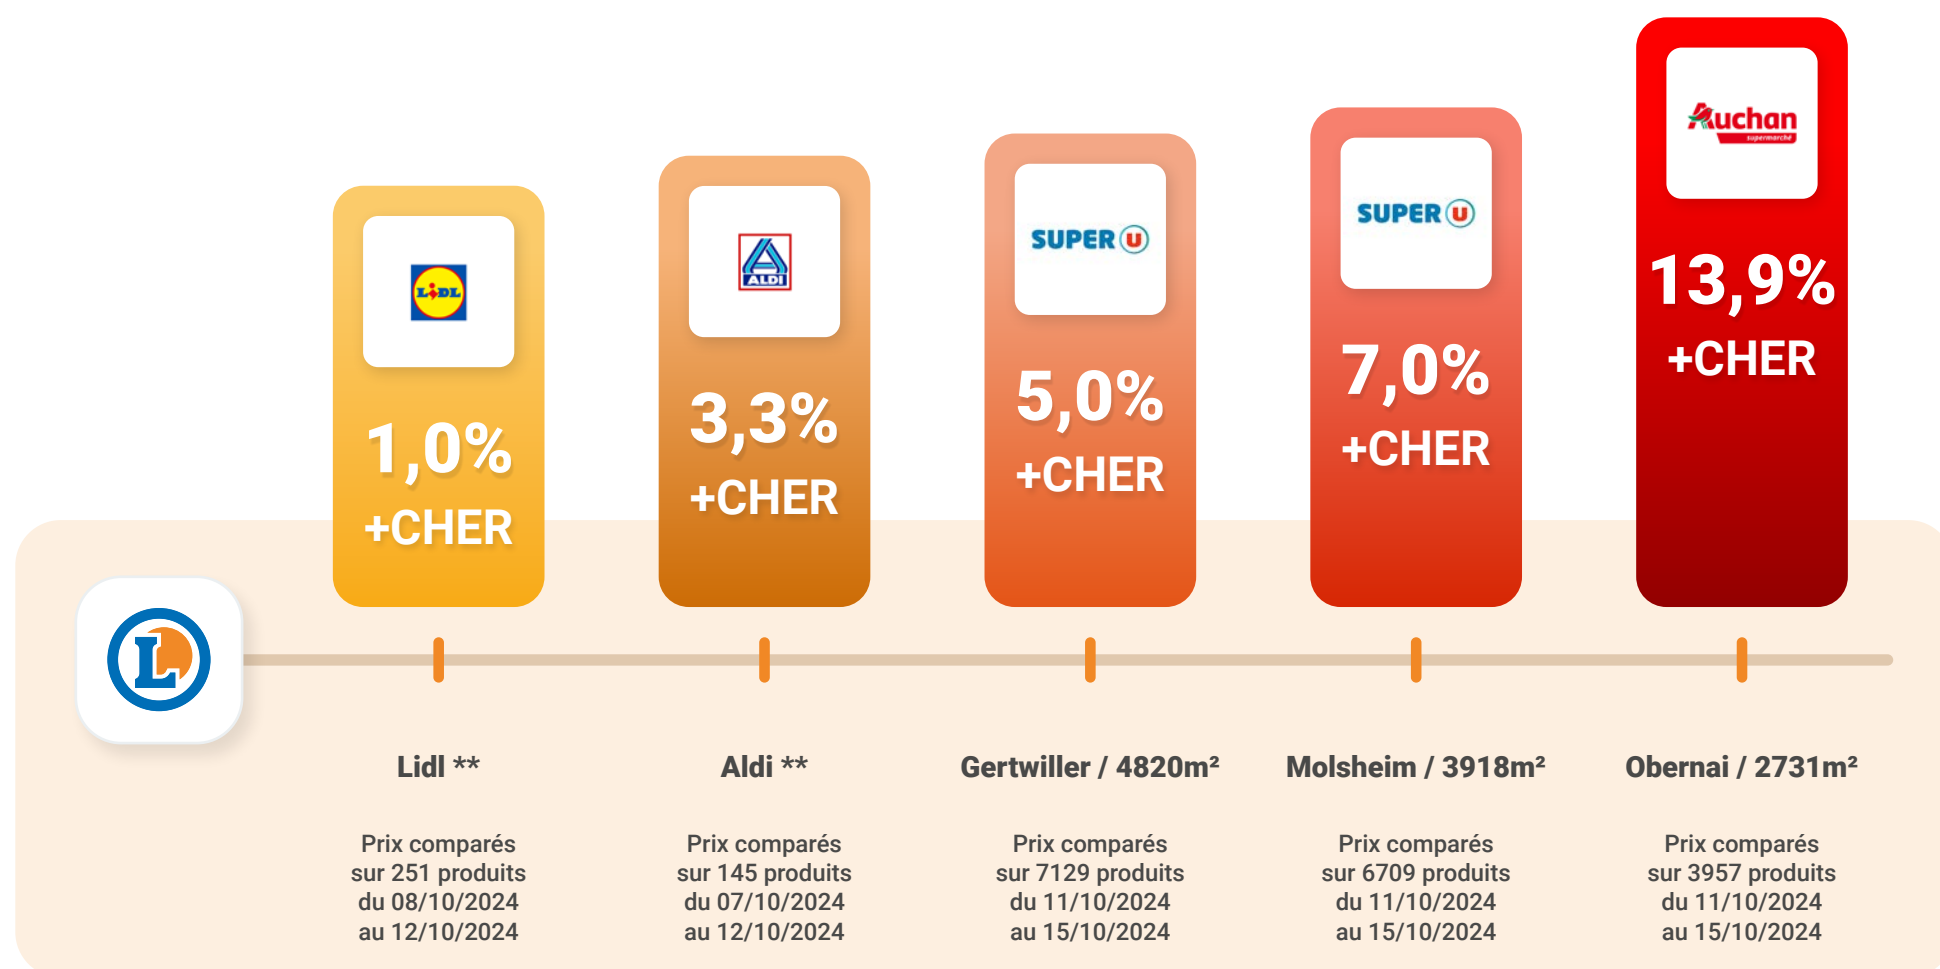 LiDL
1,0%
+CHER
ALDI
3,3%
+CHER
SUPER U
5,0%
+CHER
SUPER U
7,0%
+CHER
Auchan
supermarché
13,9%
+CHER
L
Lidl **
Prix comparés
sur 251 produits
du 08/10/2024
au 12/10/2024
Aldi **
Prix comparés
sur 145 produits
du 07/10/2024
au 12/10/2024
Gertwiller / 4820m²
Prix comparés
sur 7129 produits
du 11/10/2024
au 15/10/2024
Molsheim / 3918m²
Prix comparés
sur 6709 produits
du 11/10/2024
au 15/10/2024
Obernai / 2731m²
Prix comparés
sur 3957 produits
du 11/10/2024
au 15/10/2024